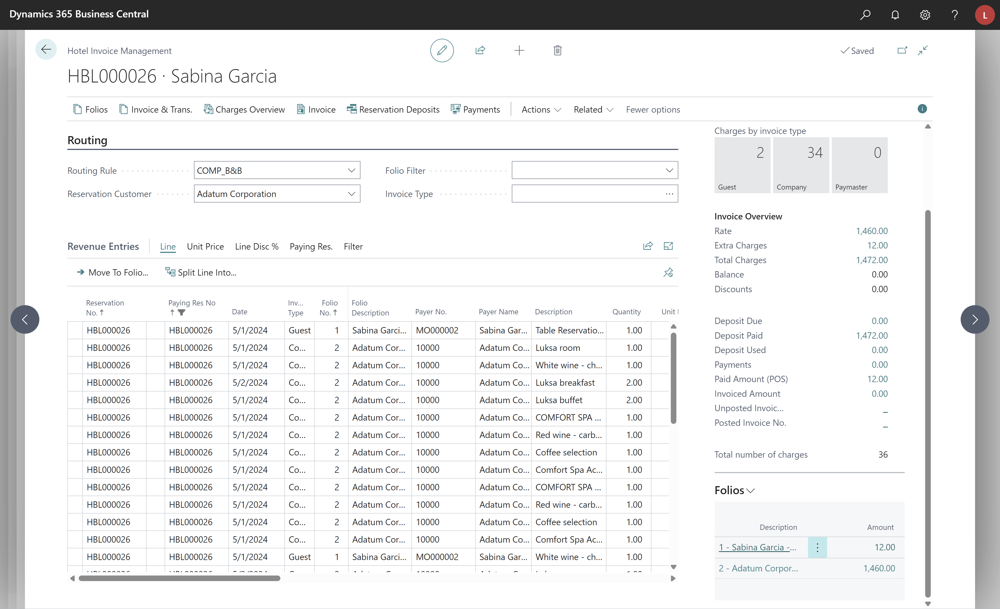 Dynamics 365 Business Central
L
Hotel Invoice Management
Saved
HBL000026 · Sabina Garcia
Folios Invoice & Trans. Charges Overview Invoice Reservation Deposits Payments Actions Related Fewer options
Routing
Routing Rule COMP_B&B Folio Filter
Reservation Customer Adatum Corporation Invoice Type ...
Revenue Entries Line Unit Price Line Disc % Paying Res. Filter
Move To Folio... Split Line Into...
Reservation No.↑ Paying Res No ↑ Date Inv... Type Folio No.↑ Folio Description Payer No. Payer Name Description Quantity Unit
HBL000026 HBL000026 5/1/2024 Guest 1 Sabina Garci... MO000002 Sabina Gar... Table Reservatio... 1.00
HBL000026 HBL000026 5/1/2024 Co... 2 Adatum Cor... 10000 Adatum Co... Luksa room 1.00
HBL000026 HBL000026 5/1/2024 Co... 2 Adatum Cor... 10000 Adatum Co... White wine - ch... 1.00
HBL000026 HBL000026 5/2/2024 Co... 2 Adatum Cor... 10000 Adatum Co... Luksa breakfast 2.00
HBL000026 HBL000026 5/1/2024 Co... 2 Adatum Cor... 10000 Adatum Co... Luksa buffet 2.00
HBL000026 HBL000026 5/1/2024 Co... 2 Adatum Cor... 10000 Adatum Co... COMFORT SPA ... 1.00
HBL000026 HBL000026 5/1/2024 Co... 2 Adatum Cor... 10000 Adatum Co... Red wine - carb... 1.00
HBL000026 HBL000026 5/1/2024 Co... 2 Adatum Cor... 10000 Adatum Co... Coffee selection 1.00
HBL000026 HBL000026 5/1/2024 Co... 2 Adatum Cor... 10000 Adatum Co... Comfort Spa Ac... 1.00
HBL000026 HBL000026 5/1/2024 Co... 2 Adatum Cor... 10000 Adatum Co... COMFORT SPA ... 1.00
HBL000026 HBL000026 5/1/2024 Co... 2 Adatum Cor... 10000 Adatum Co... Red wine - carb... 1.00
HBL000026 HBL000026 5/1/2024 Co... 2 Adatum Cor... 10000 Adatum Co... Coffee selection 1.00
HBL000026 HBL000026 5/1/2024 Co... 2 Adatum Cor... 10000 Adatum Co... Comfort Spa Ac... 1.00
HBL000026 HBL000026 5/1/2024 Guest 1 Sabina Garci... MO000002 Sabina Gar... White wine - ch... 1.00
Charges by invoice type
2 34 0
Guest Company Paymaster
Invoice Overview
Rate 1,460.00
Extra Charges 12.00
Total Charges 1,472.00
Balance 0.00
Discounts 0.00
Deposit Due 0.00
Deposit Paid 1,472.00
Deposit Used 0.00
Payments 0.00
Paid Amount (POS) 12.00
Invoiced Amount 0.00
Unposted Invoic... _
Posted Invoice No. _
Total number of charges 36
Folios
Description Amount
1 - Sabina Garcia -... 12.00
2 - Adatum Corpor... 1,460.00